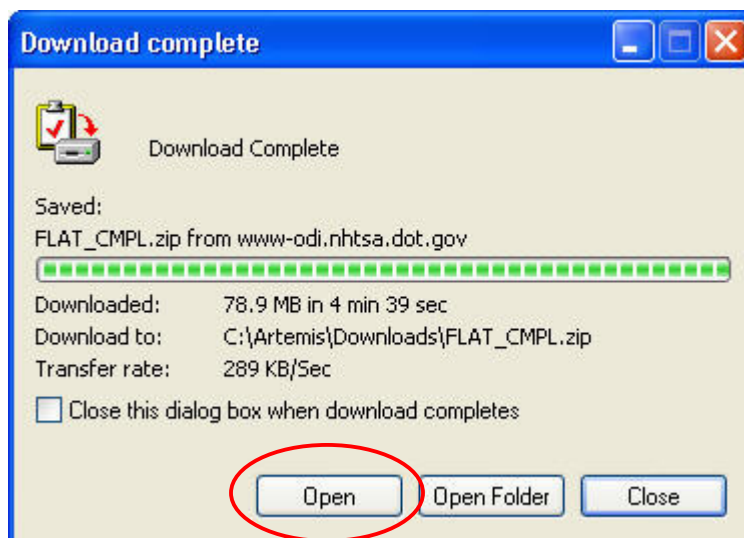 Download complete
Download Complete
Saved:
FLAT_CMPL.zip from www-odi.nhtsa.dot.gov
Downloaded: 78.9 MB in 4 min 39 sec
Download to: C:\Artemis\Downloads\FLAT_CMPL.zip
Transfer rate: 289 KB/Sec
Close this dialog box when download completes
Open Open Folder Close